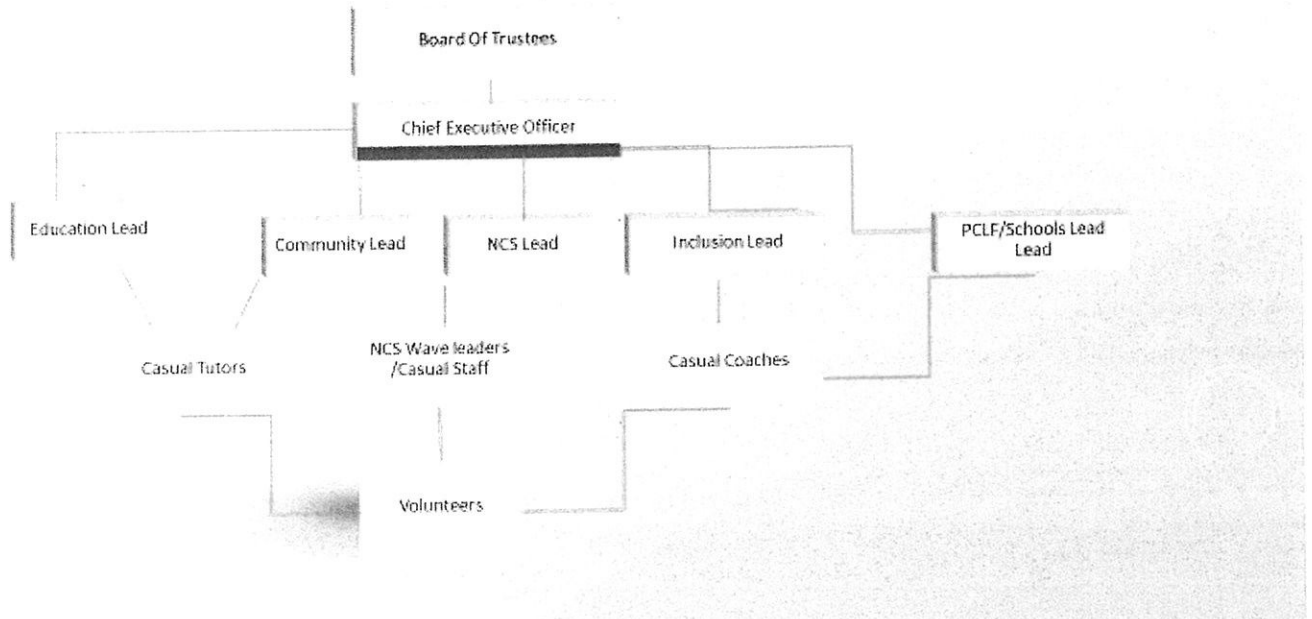 Board Of Trustees
Chief Executive Officer
Education Lead
Community Lead
NCS Lead
Inclusion Lead
PCLF/Schools Lead
Lead
Casual Tutors
NCS Wave leaders
/Casual Staff
Casual Coaches
Volunteers